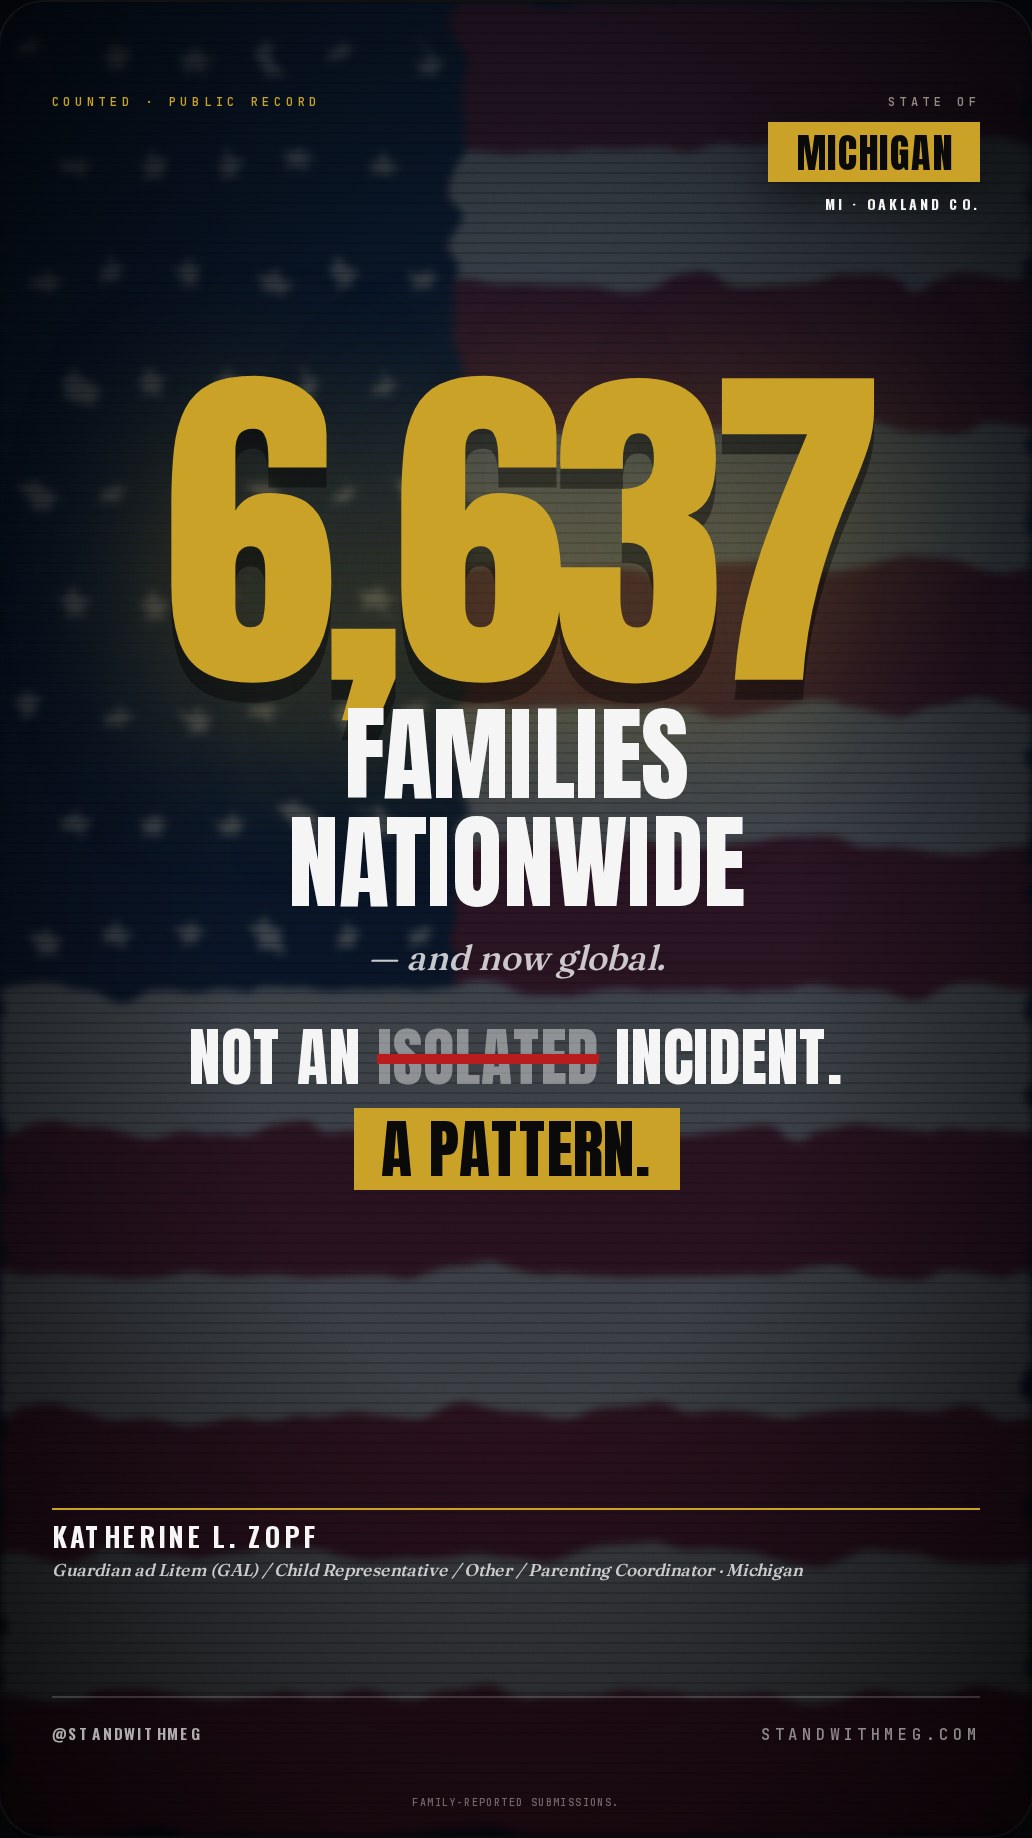 COUNTED · PUBLIC RECORD
STATE OF
MICHIGAN
MI · OAKLAND CO.
6,637
FAMILIES
NATIONWIDE
— and now global.
NOT AN ISOLATED INCIDENT.
A PATTERN.
KATHERINE L. ZOPF
Guardian ad Litem (GAL) / Child Representative / Other / Parenting Coordinator · Michigan
@STANDWITHMEG
STANDWITHMEG.COM
FAMILY-REPORTED SUBMISSIONS.